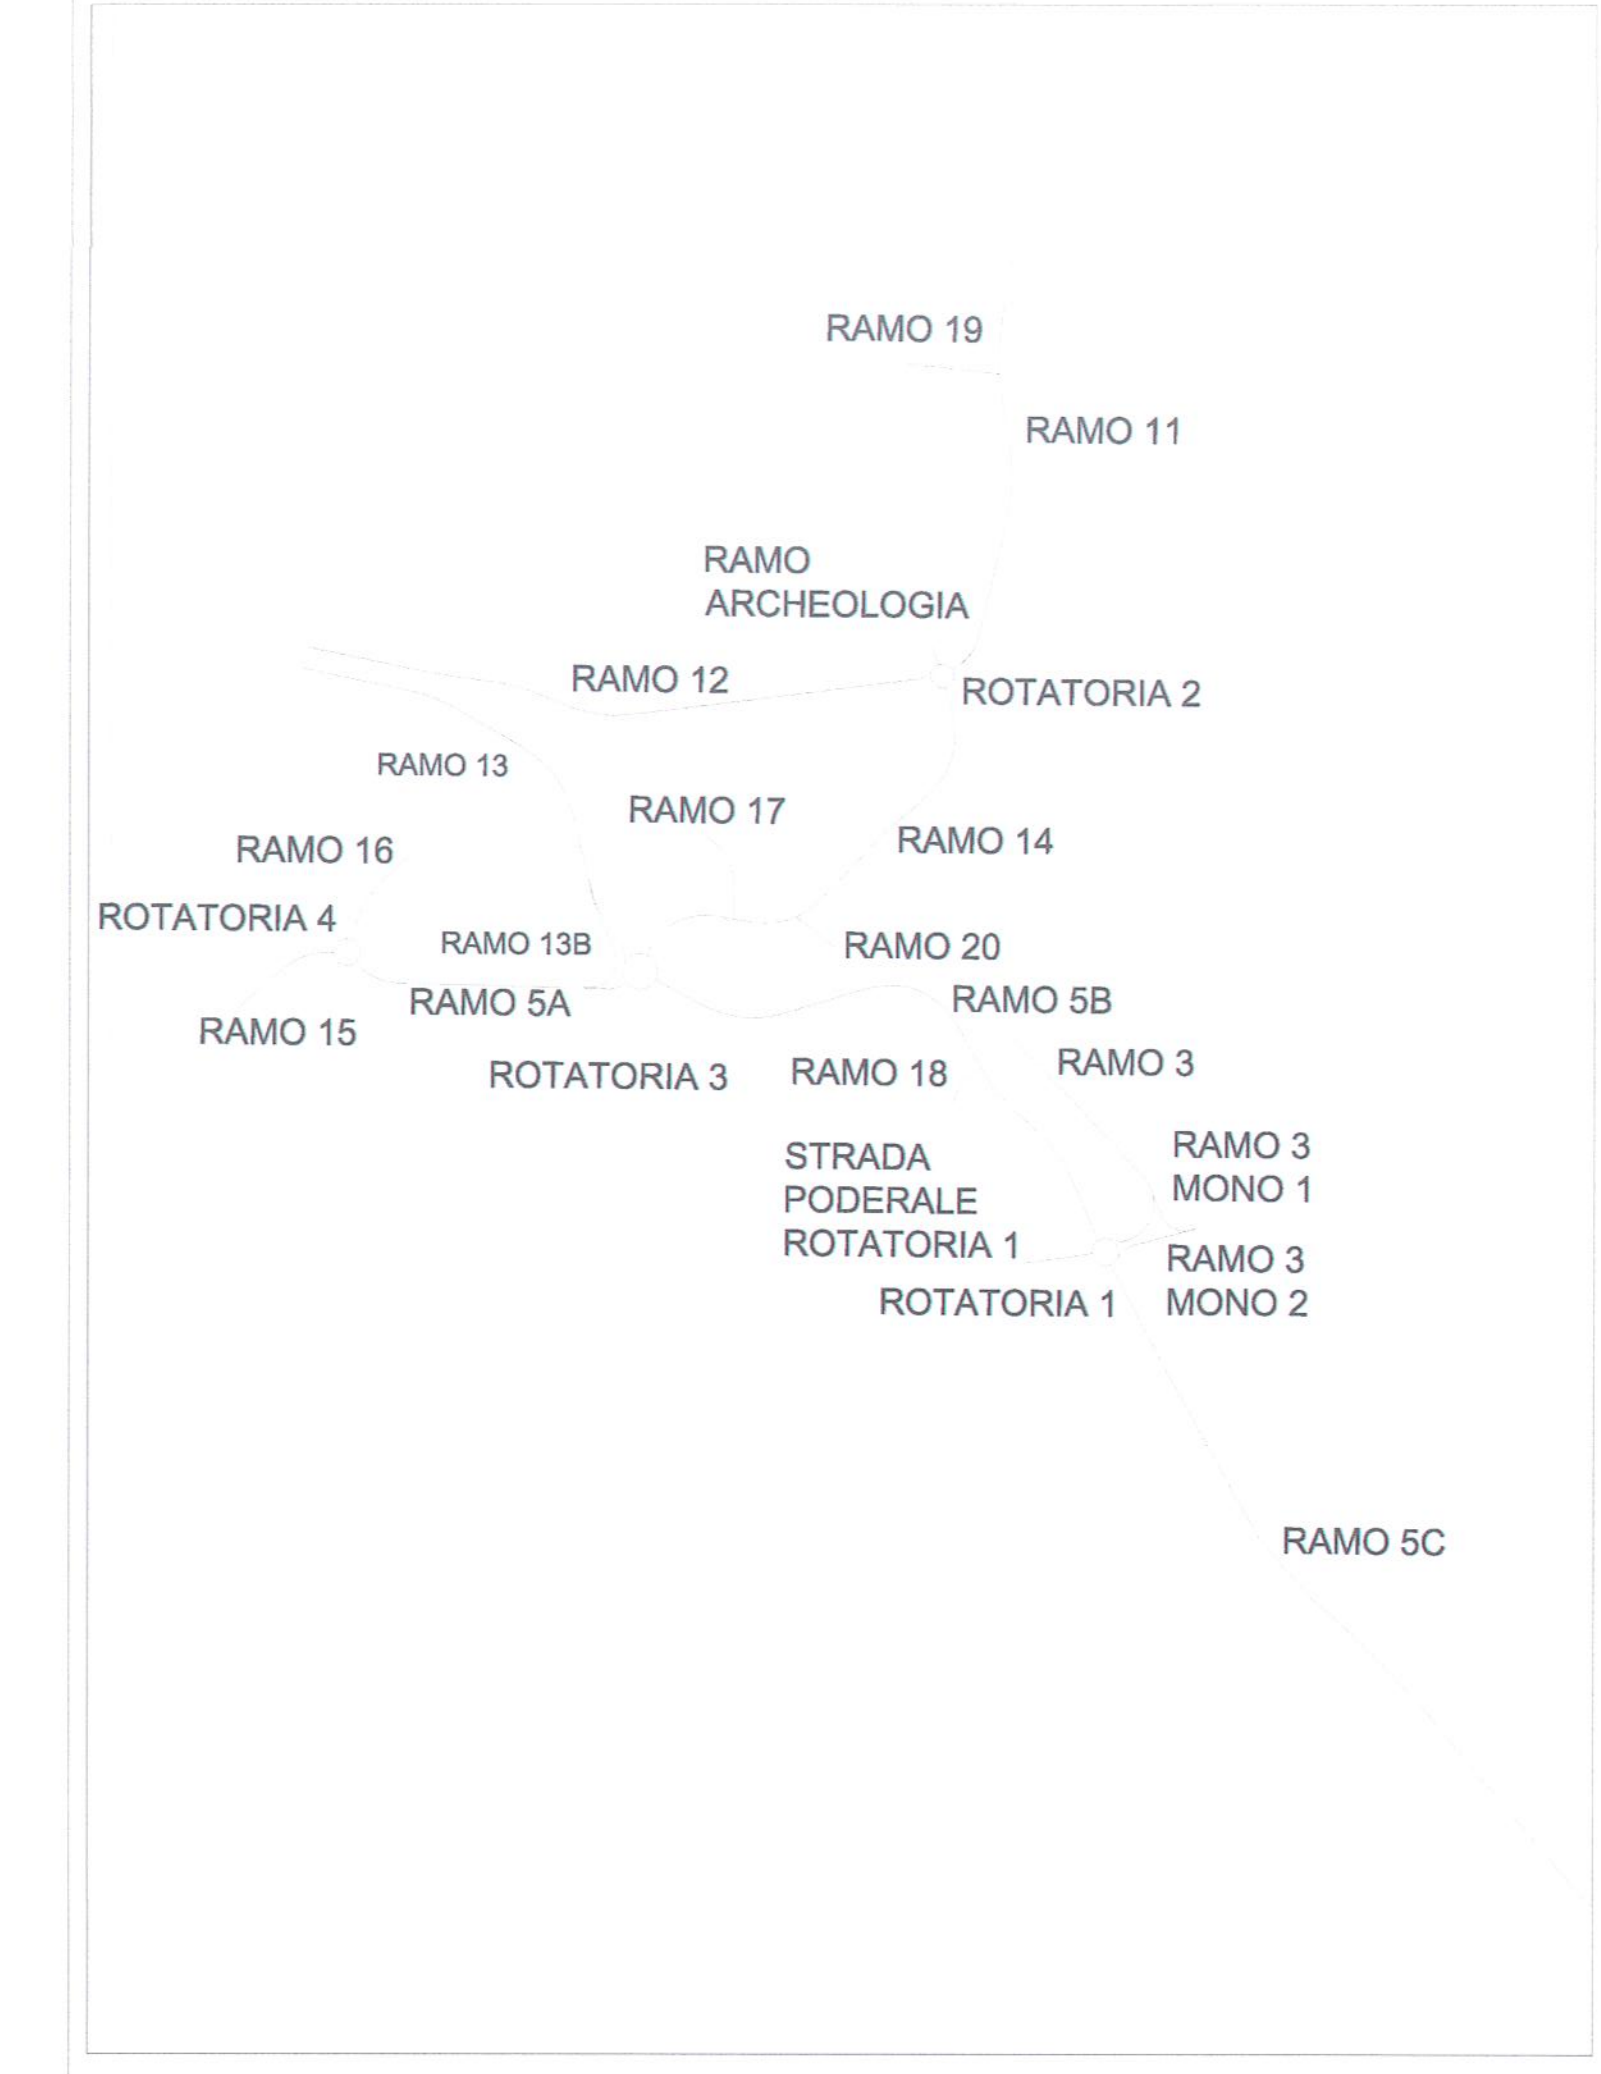 RAMO 19
RAMO 11
RAMO
ARCHEOLOGIA
RAMO 12
ROTATORIA 2
RAMO 13
RAMO 17
RAMO 14
RAMO 16
ROTATORIA 4
RAMO 13B
RAMO 20
RAMO 5A
RAMO 5B
RAMO 15
ROTATORIA 3
RAMO 18
RAMO 3
STRADA
PODERALE
ROTATORIA 1
RAMO 3
MONO 1
RAMO 3
MONO 2
ROTATORIA 1
RAMO 5C